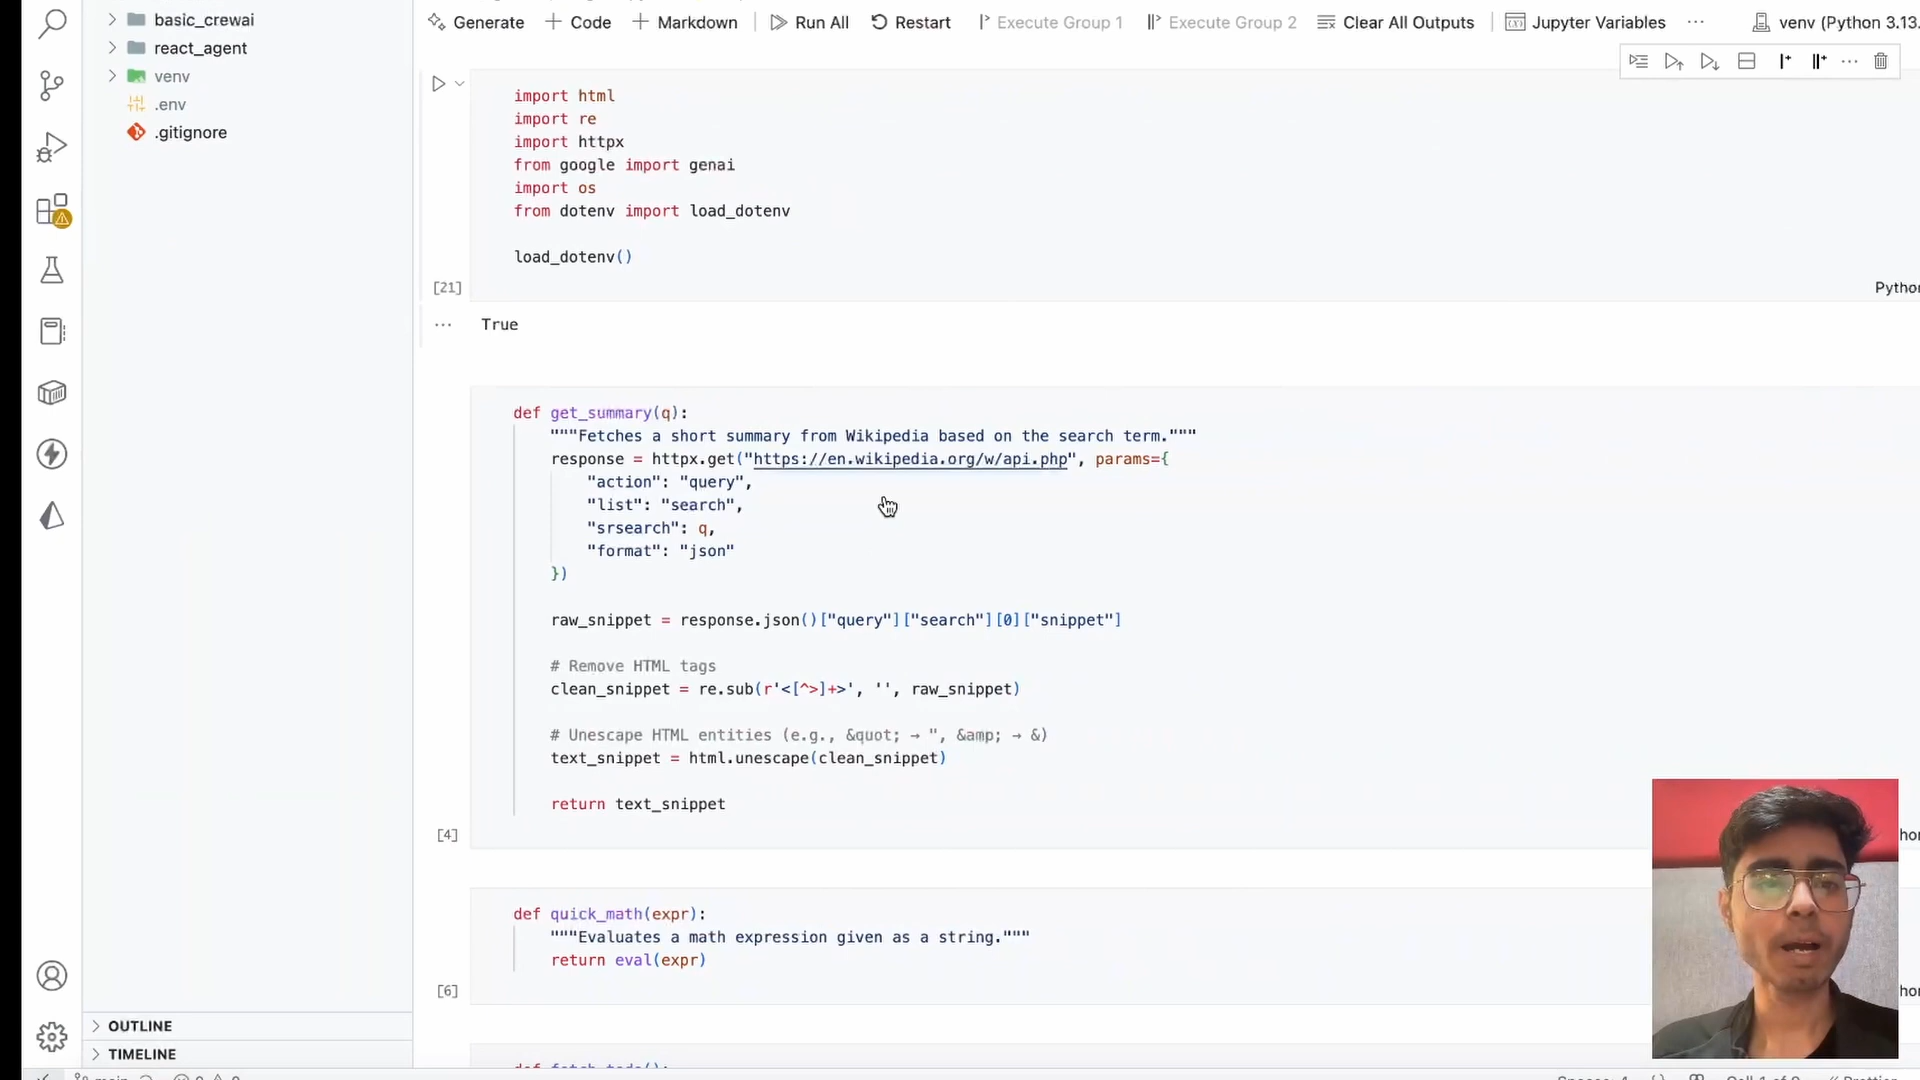 basic_crewai
react_agent
venv
.env
.gitignore
OUTLINE
TIMELINE
Generate + Code + Markdown Run All Restart Execute Group 1 Execute Group 2 Clear All Outputs Jupyter Variables ... venv (Python 3.13.
import html
import re
import httpx
from google import genai
import os
from dotenv import load_dotenv
load_dotenv()
[21]
Python
... True
def get_summary(q):
"""Fetches a short summary from Wikipedia based on the search term."""
response = httpx.get("https://en.wikipedia.org/w/api.php", params={
"action": "query",
"list": "search",
"srsearch": q,
"format": "json"
})
raw_snippet = response.json()["query"]["search"][0]["snippet"]
# Remove HTML tags
clean_snippet = re.sub(r'<[^>]+>', '', raw_snippet)
# Unescape HTML entities (e.g., &quot; → ", &amp; → &)
text_snippet = html.unescape(clean_snippet)
return text_snippet
[4]
def quick_math(expr):
"""Evaluates a math expression given as a string."""
return eval(expr)
[6]